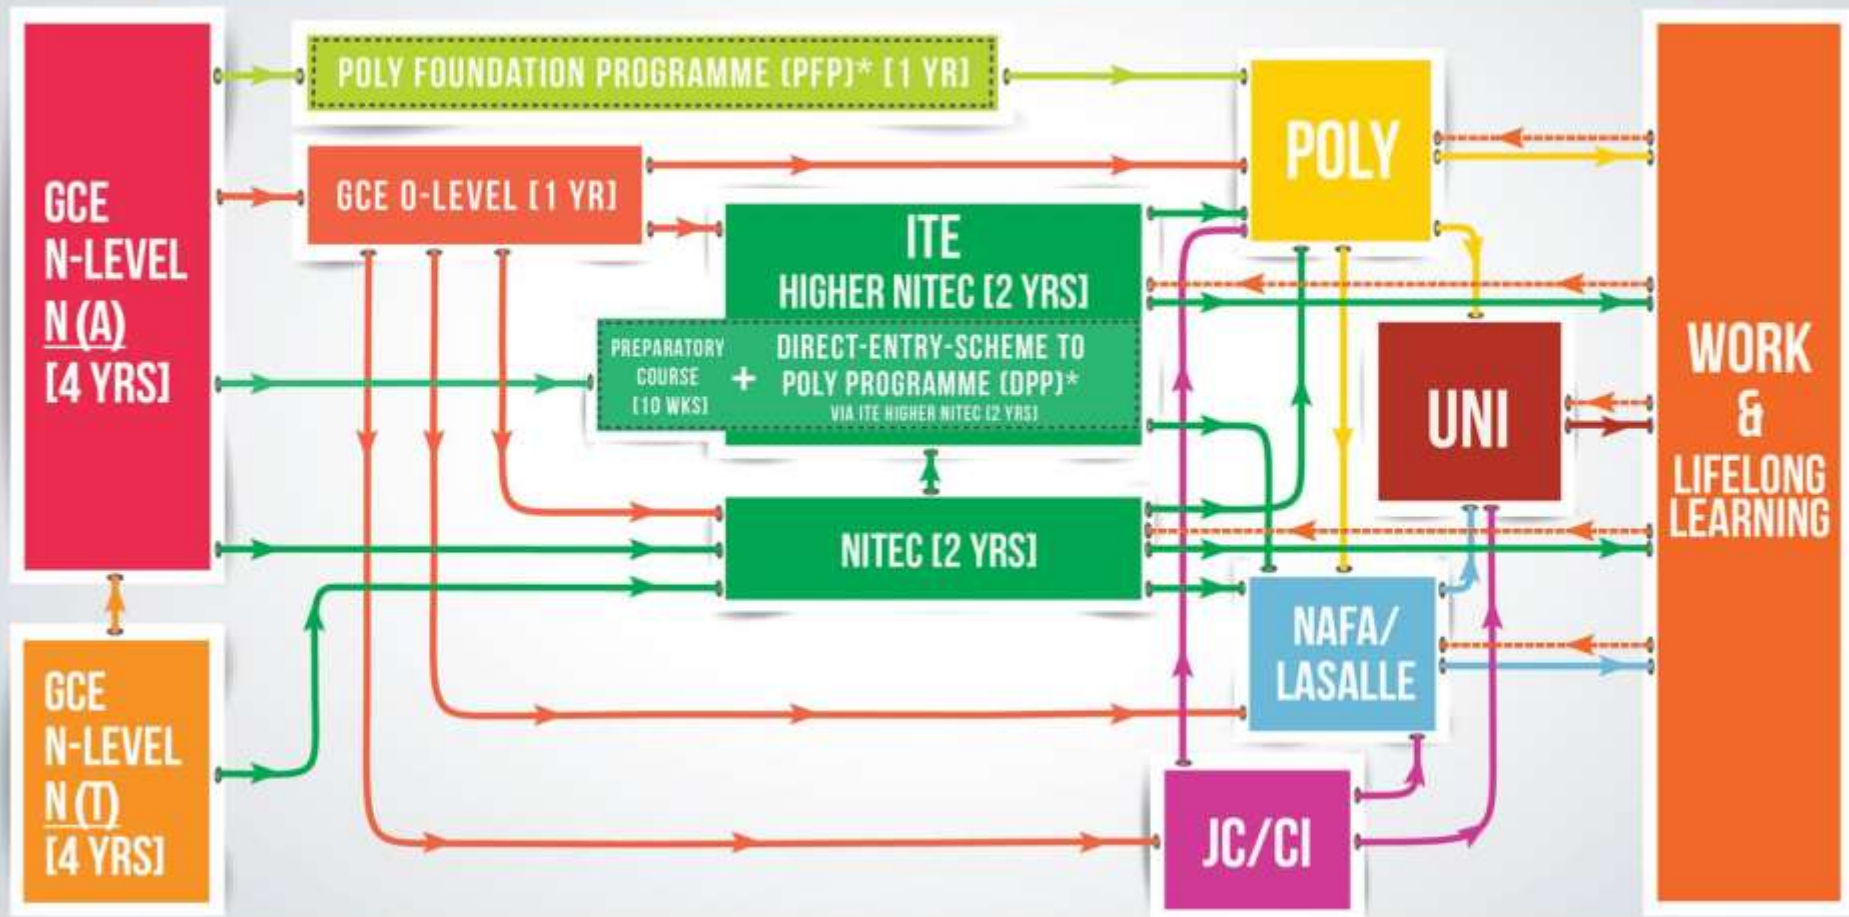 GCE
N-LEVEL
N(A)
[4 YRS]
POLY FOUNDATION PROGRAMME (PFP)* [1 YR]
GCE O-LEVEL [1 YR]
ITE
HIGHER NITEC [2 YRS]
PREPARATORY
COURSE
[10 WKS]
+
DIRECT-ENTRY-SCHEME TO
POLY PROGRAMME (DPP)*
VIA ITE HIGHER NITEC [2 YRS]
NITEC [2 YRS]
POLY
UNI
NAFA/
LASALLE
JC/CI
WORK
&
LIFELONG
LEARNING
GCE
N-LEVEL
N(T)
[4 YRS]